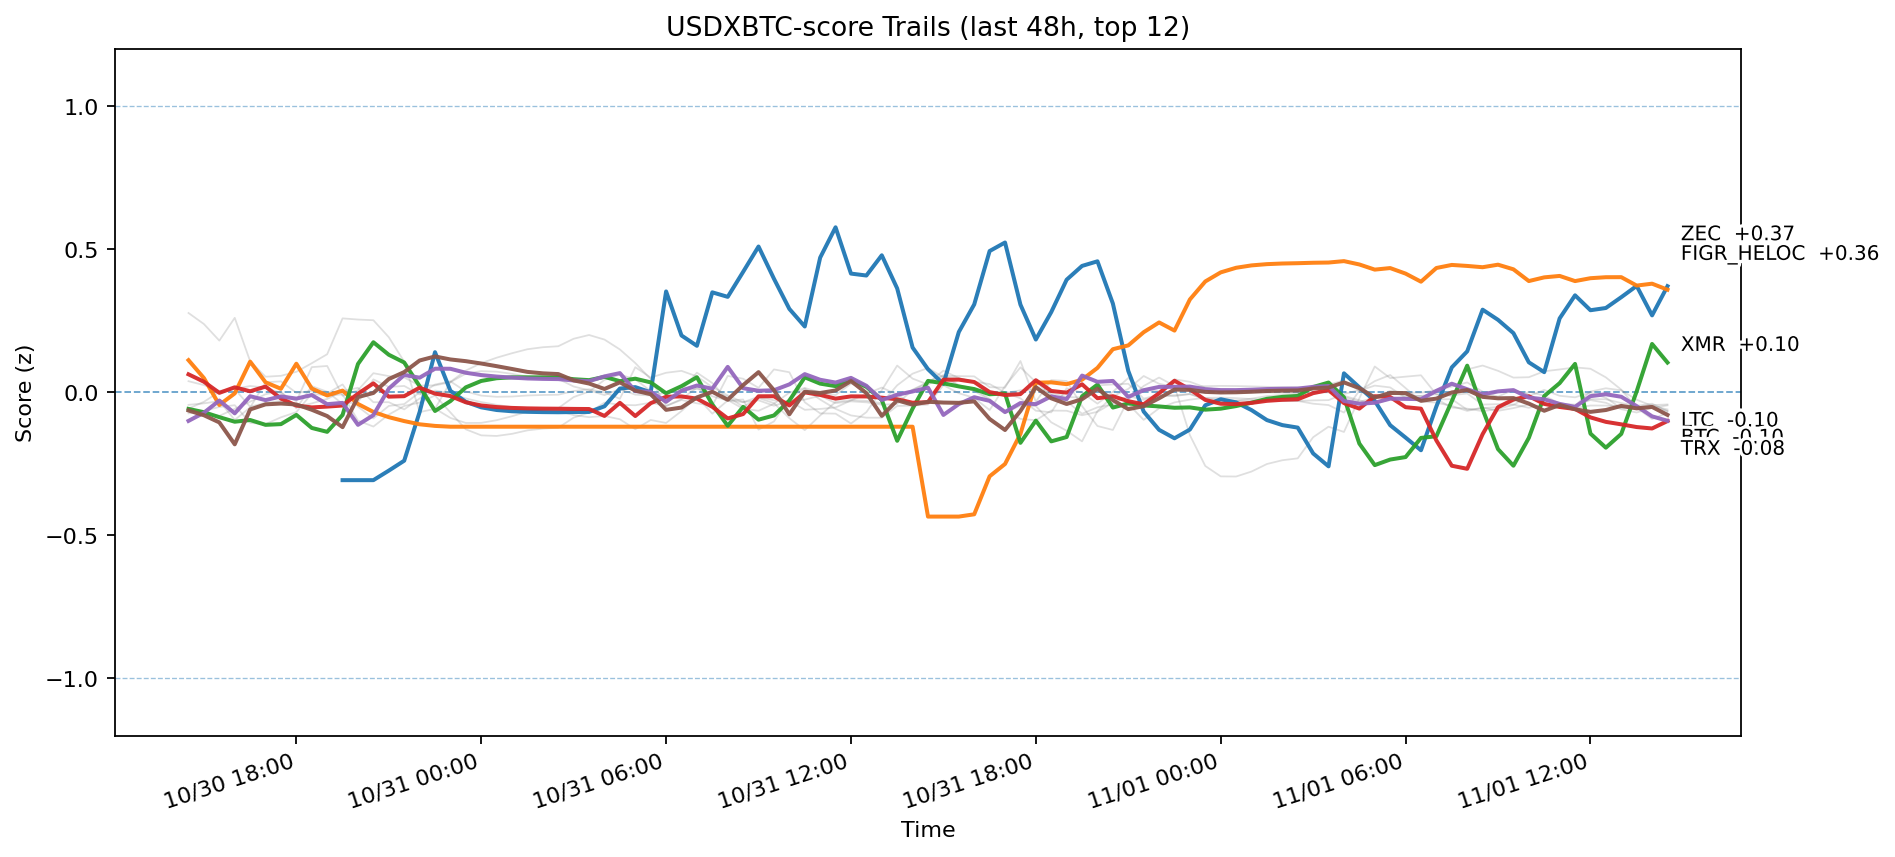 USDXBTC-score Trails (last 48h, top 12)
Score (z)
1.0
0.5
0.0
−0.5
−1.0
ZEC +0.37
FIGR_HELOC +0.36
XMR +0.10
LTC -0.10
BTC -0.10
TRX -0.08
10/30 18:00
10/31 00:00
10/31 06:00
10/31 12:00
10/31 18:00
11/01 00:00
11/01 06:00
11/01 12:00
Time